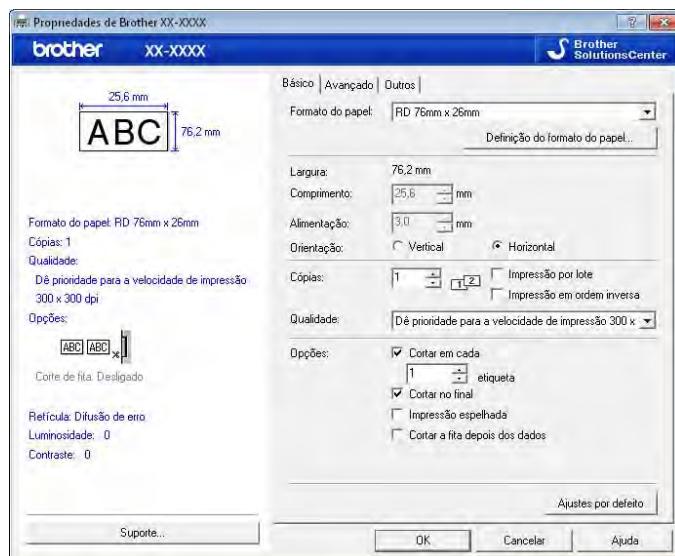 Propriedades de Brother XX-XXXX
brother XX-XXXX
Brother
SolutionsCenter
25,6 mm
ABC
76,2 mm
Formato do papel: RD 76mm x 26mm
Cópias: 1
Qualidade:
Dê prioridade para a velocidade de impressão
300 x 300 dpi
Opções:
ABC ABC
Corte de fita: Desligado
Retícula: Difusão de erro
Luminosidade: 0
Contraste: 0
Suporte...
Básico Avançado Outros
Formato do papel: RD 76mm x 26mm
Definição do formato do papel...
Largura: 76,2 mm
Comprimento: 25,6 mm
Alimentação: 3,0 mm
Orientação: Vertical Horizontal
Cópias: 1 1 2 Impressão por lote
Impressão em ordem inversa
Qualidade: Dê prioridade para a velocidade de impressão 300 x
Opções: Cortar em cada
1 etiqueta
Cortar no final
Impressão espelhada
Cortar a fita depois dos dados
Ajustes por defeito
OK Cancelar Ajuda